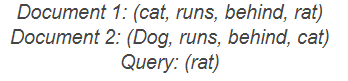 Document 1: (cat, runs, behind, rat)
Document 2: (Dog, runs, behind, cat)
Query: (rat)